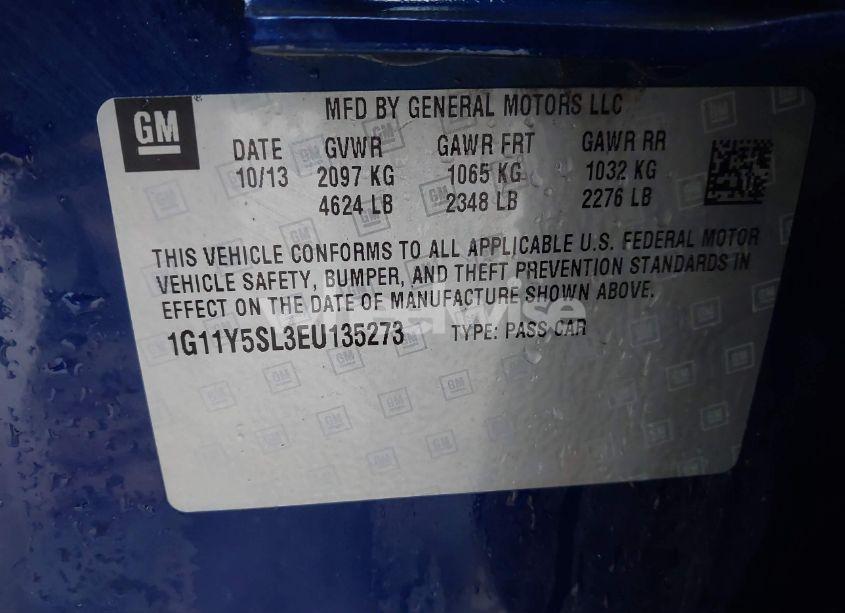 GM
MFD BY GENERAL MOTORS LLC
DATE GVWR GAWR FRT GAWR RR
10/13 2097 KG 1065 KG 1032 KG
4624 LB 2348 LB 2276 LB
THIS VEHICLE CONFORMS TO ALL APPLICABLE U.S. FEDERAL MOTOR
VEHICLE SAFETY, BUMPER, AND THEFT PREVENTION STANDARDS IN
EFFECT ON THE DATE OF MANUFACTURE SHOWN ABOVE.
1G11Y5SL3EU135273 TYPE: PASS CAR